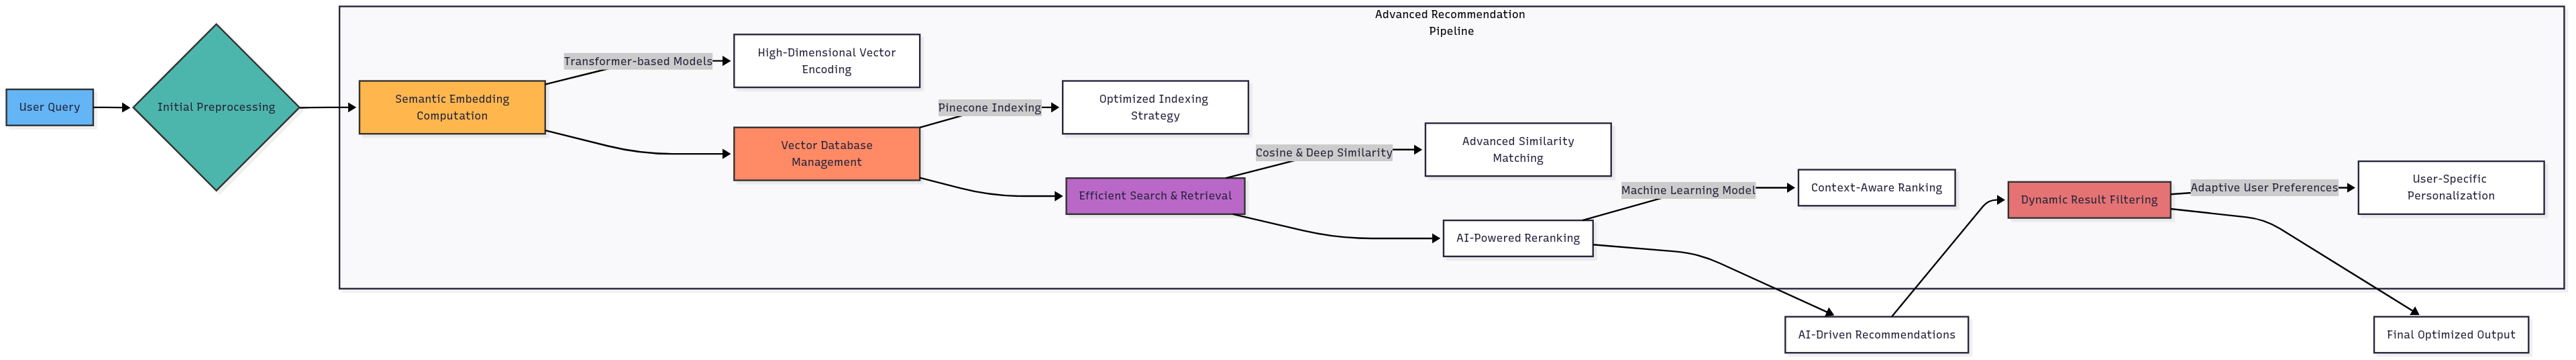 Advanced Recommendation
Pipeline
User Query
Initial Preprocessing
Semantic Embedding
Computation
Transformer-based Models
High-Dimensional Vector
Encoding
Vector Database
Management
Pinecone Indexing
Optimized Indexing
Strategy
Efficient Search & Retrieval
Cosine & Deep Similarity
Advanced Similarity
Matching
AI-Powered Reranking
Machine Learning Model
Context-Aware Ranking
AI-Driven Recommendations
Dynamic Result Filtering
Adaptive User Preferences
User-Specific
Personalization
Final Optimized Output